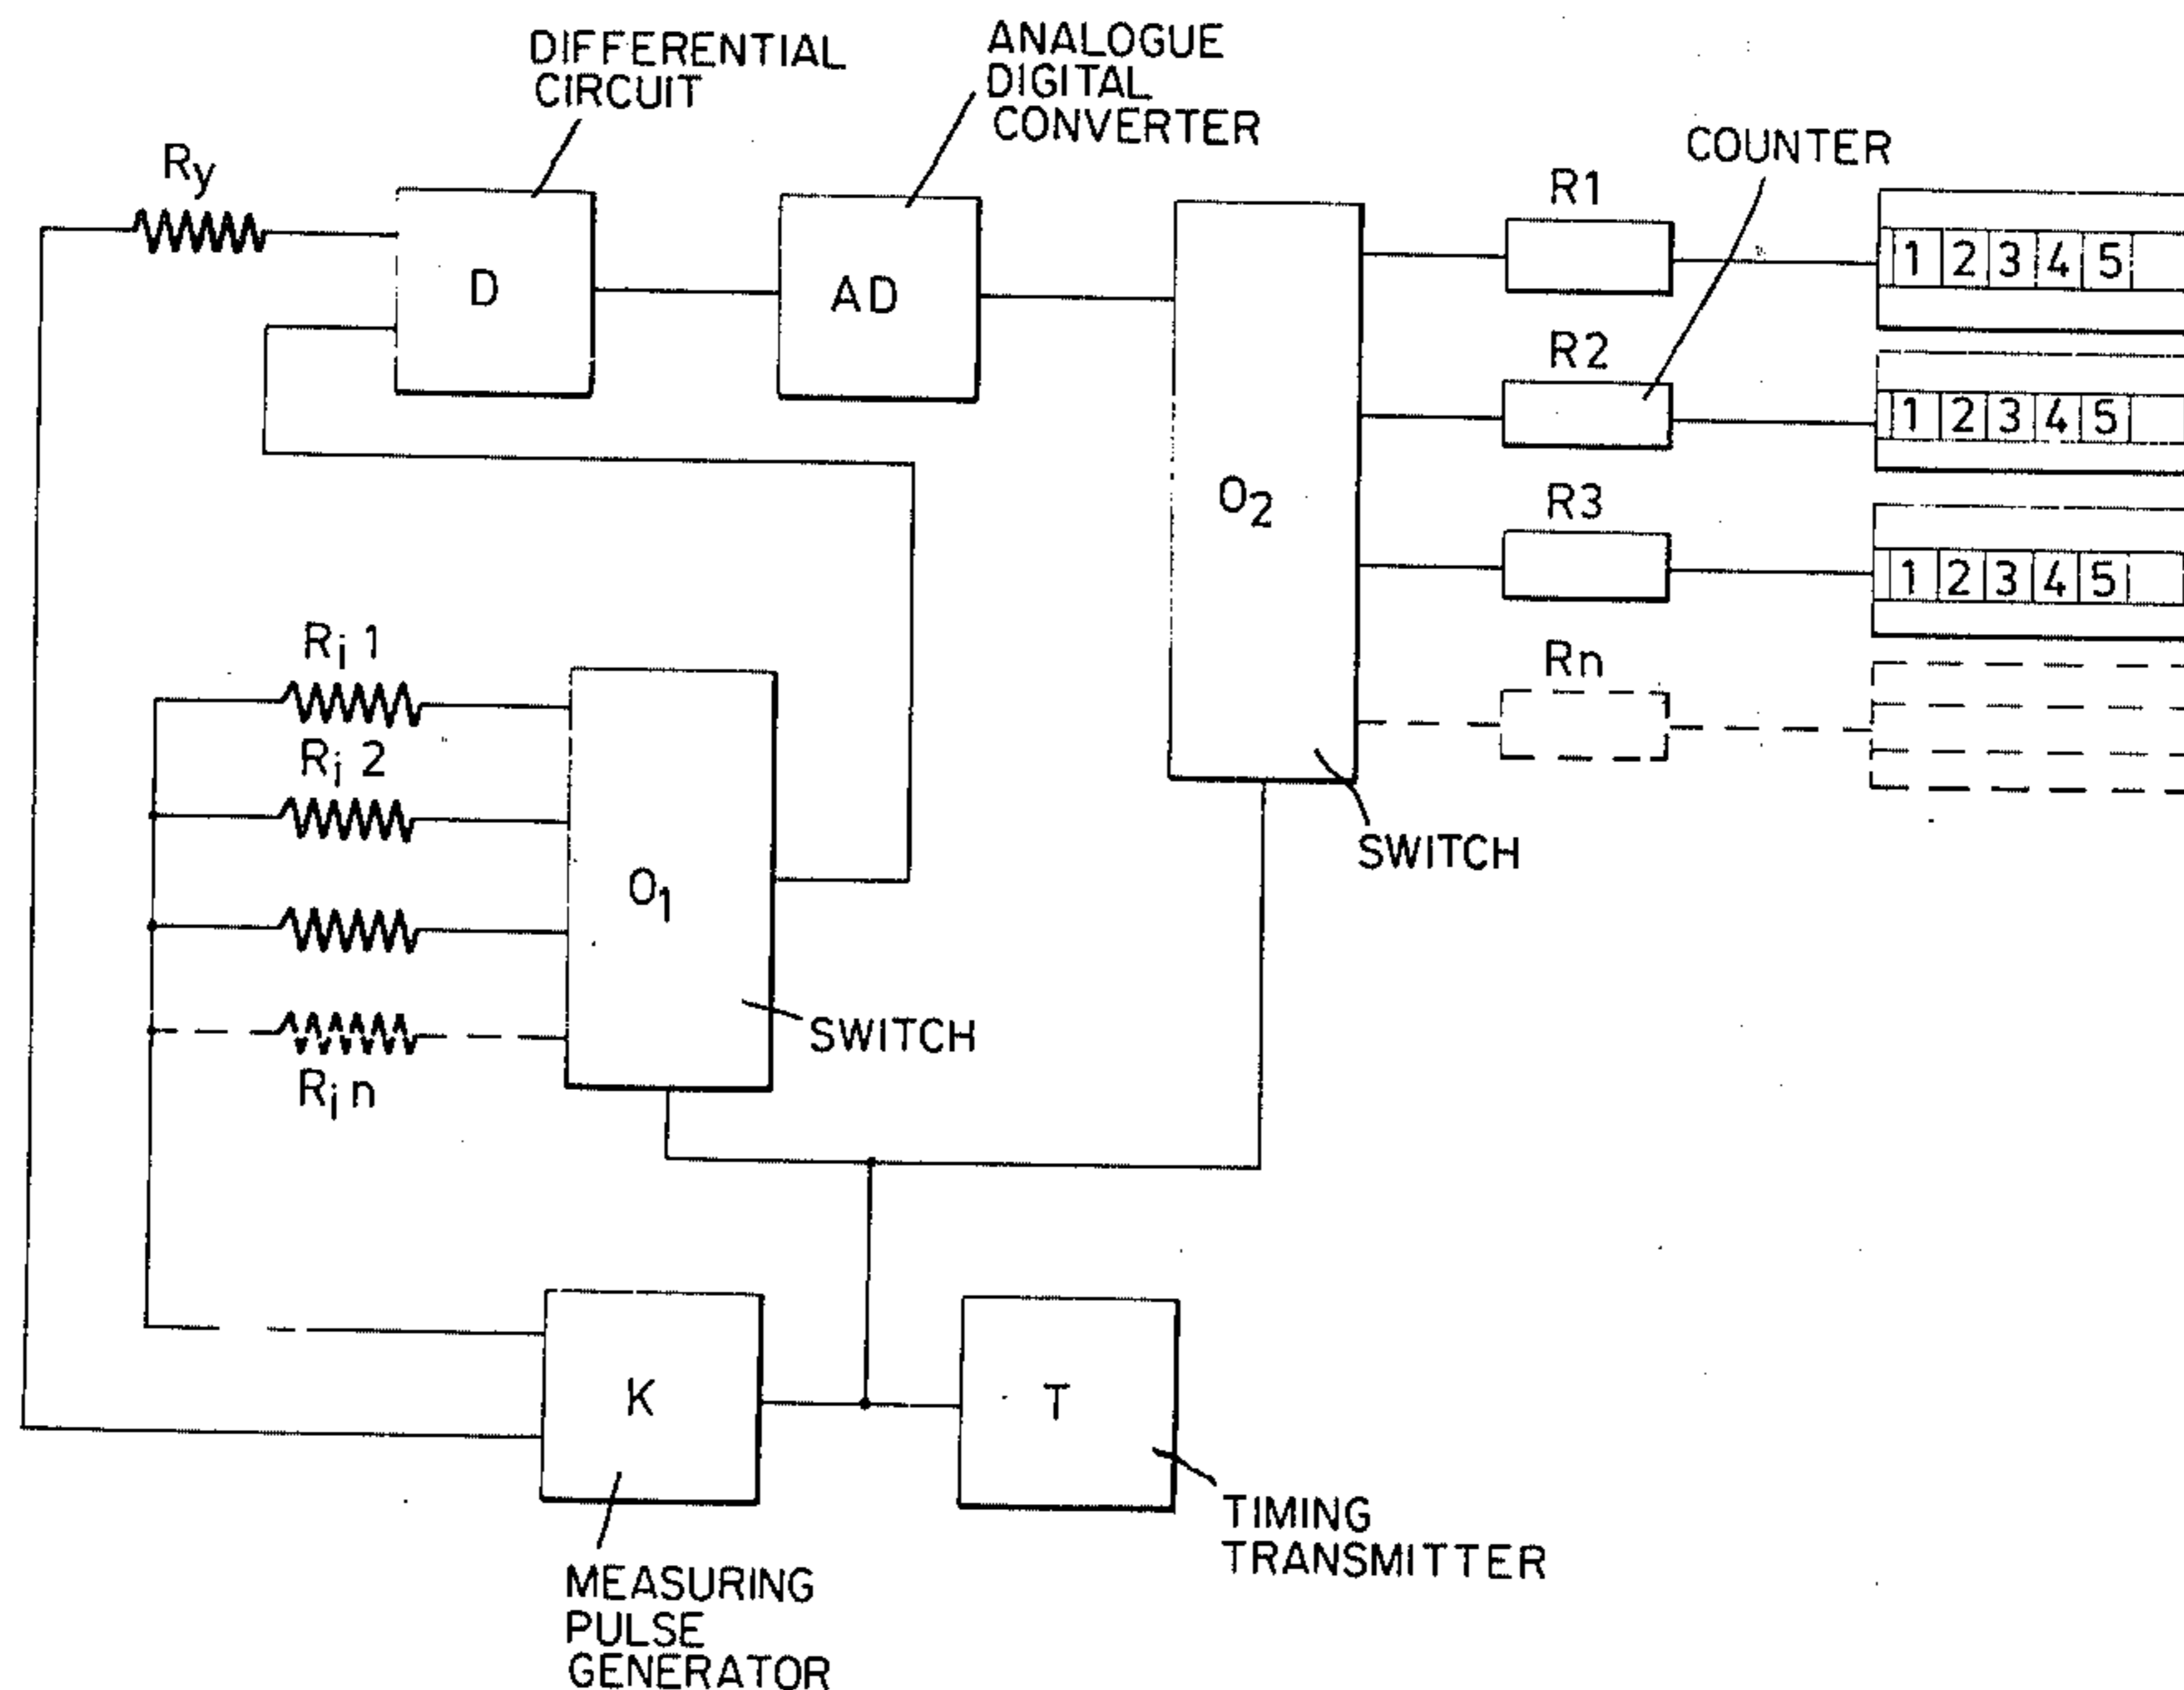 DIFFERENTIAL
CIRCUIT
ANALOGUE
DIGITAL
CONVERTER
COUNTER
Ry
D
AD
O2
R1
1 2 3 4 5
R2
1 2 3 4 5
R3
1 2 3 4 5
Rn
SWITCH
Ri 1
Ri 2
O1
SWITCH
Ri n
K
T
TIMING
TRANSMITTER
MEASURING
PULSE
GENERATOR